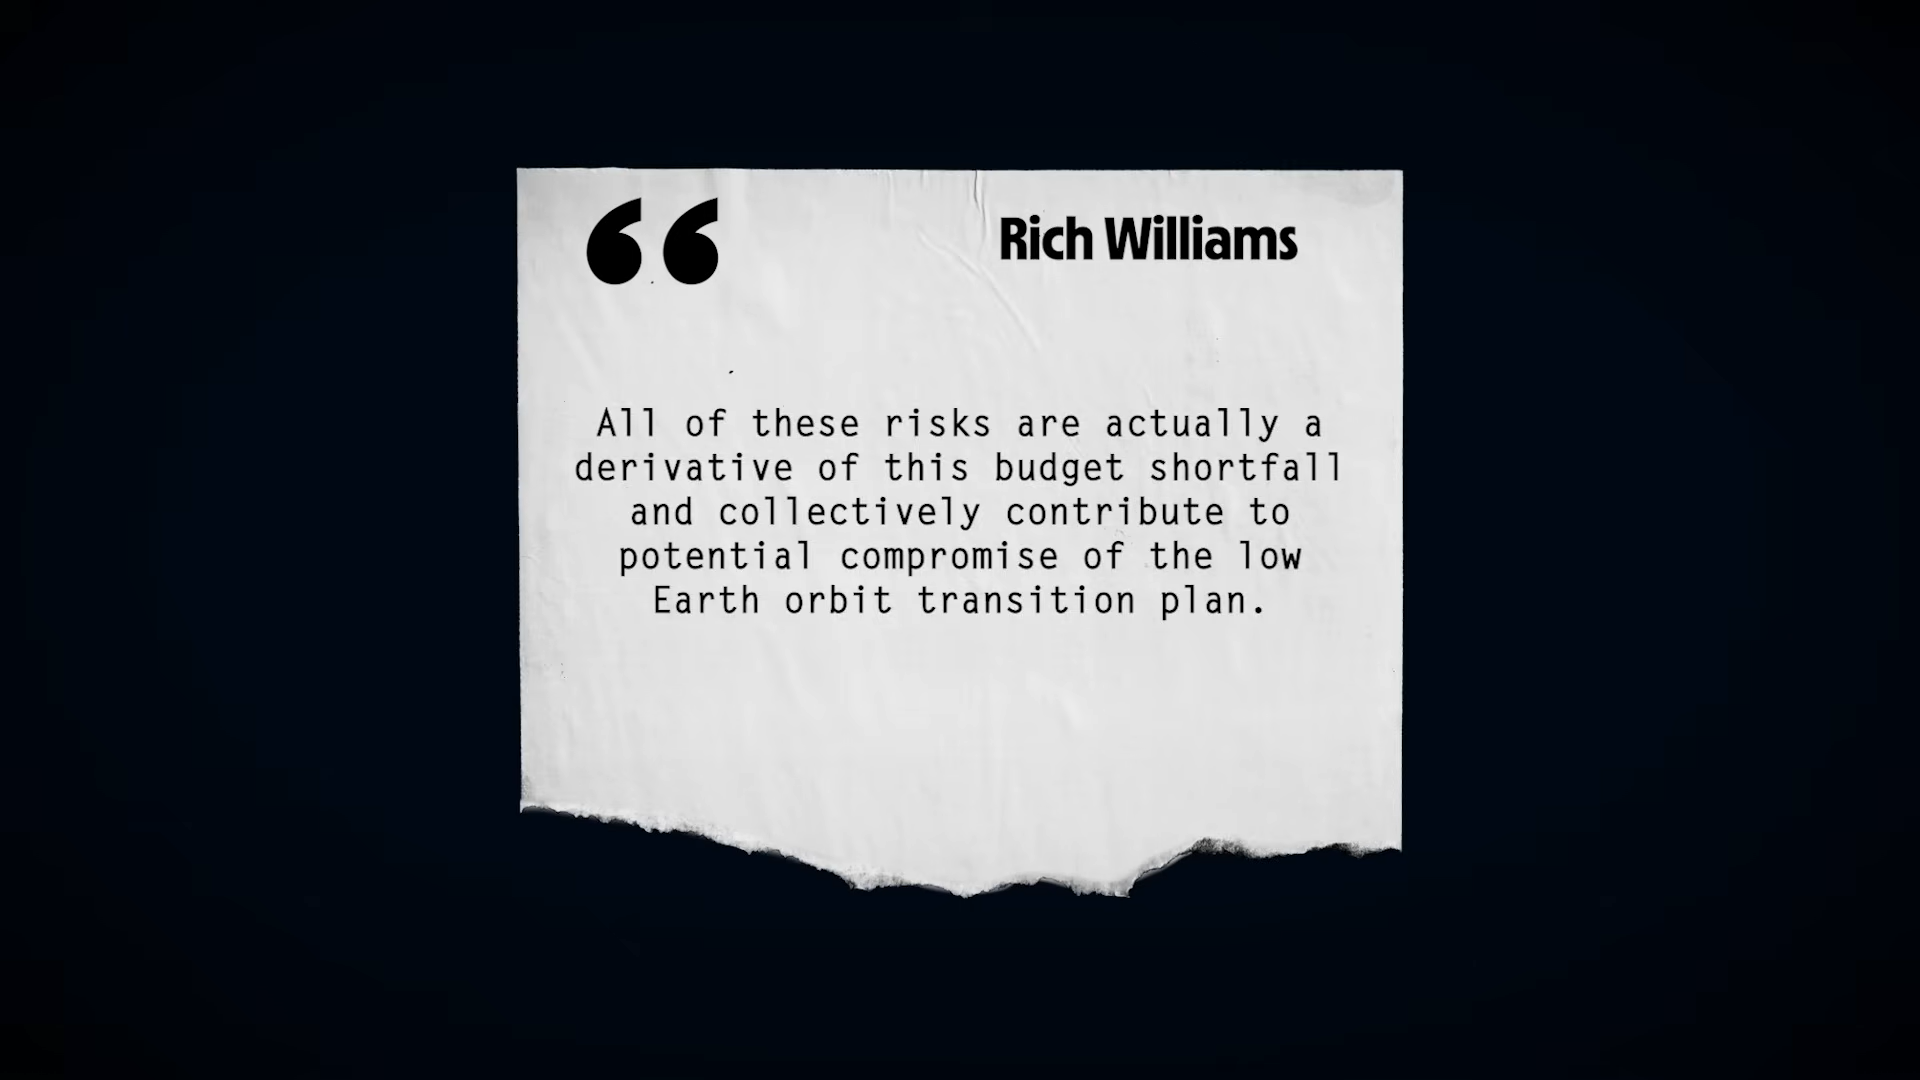 “
Rich Williams
All of these risks are actually a
derivative of this budget shortfall
and collectively contribute to
potential compromise of the low
Earth orbit transition plan.